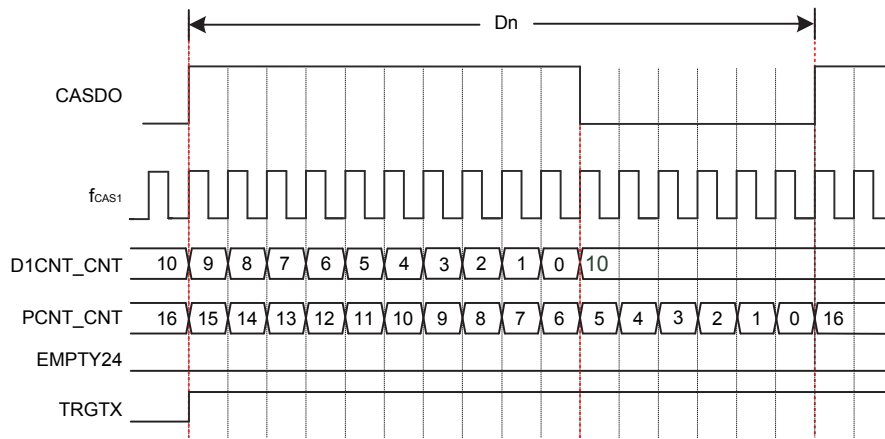 Dn
CASDO
fCAS1
D1CNT_CNT 10 9 8 7 6 5 4 3 2 1 0 10
PCNT_CNT 16 15 14 13 12 11 10 9 8 7 6 5 4 3 2 1 0 16
EMPTY24
TRGTX